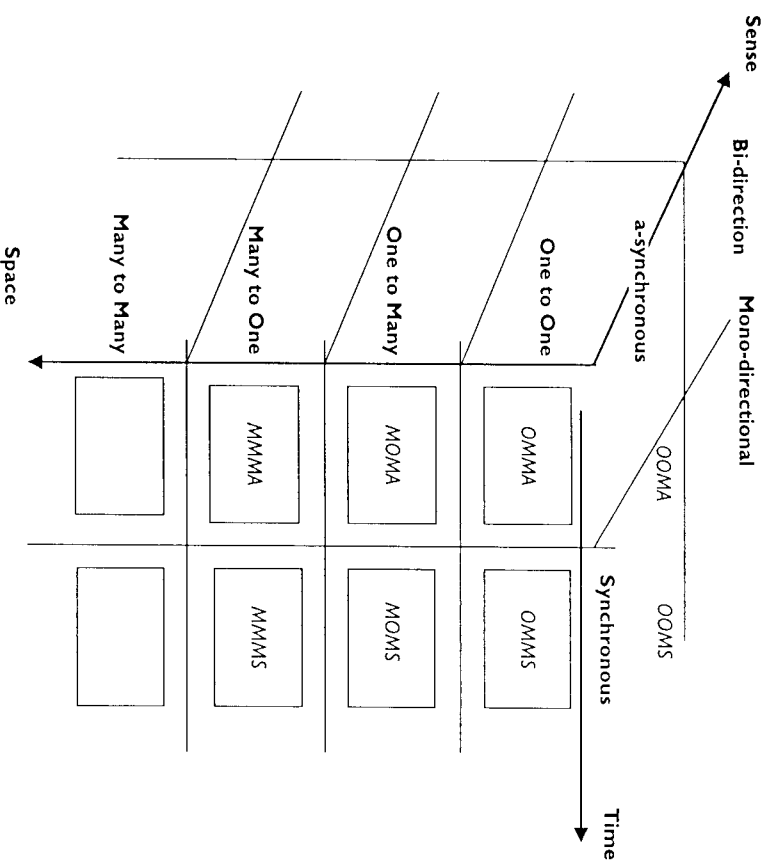 Sense
Bi-direction
Mono-directional
OOMA
OOMS
a-synchronous
Synchronous
Time
One to One
OMMA
OMMS
One to Many
MOMA
MOMS
Many to One
MMMA
MMMS
Many to Many
Space